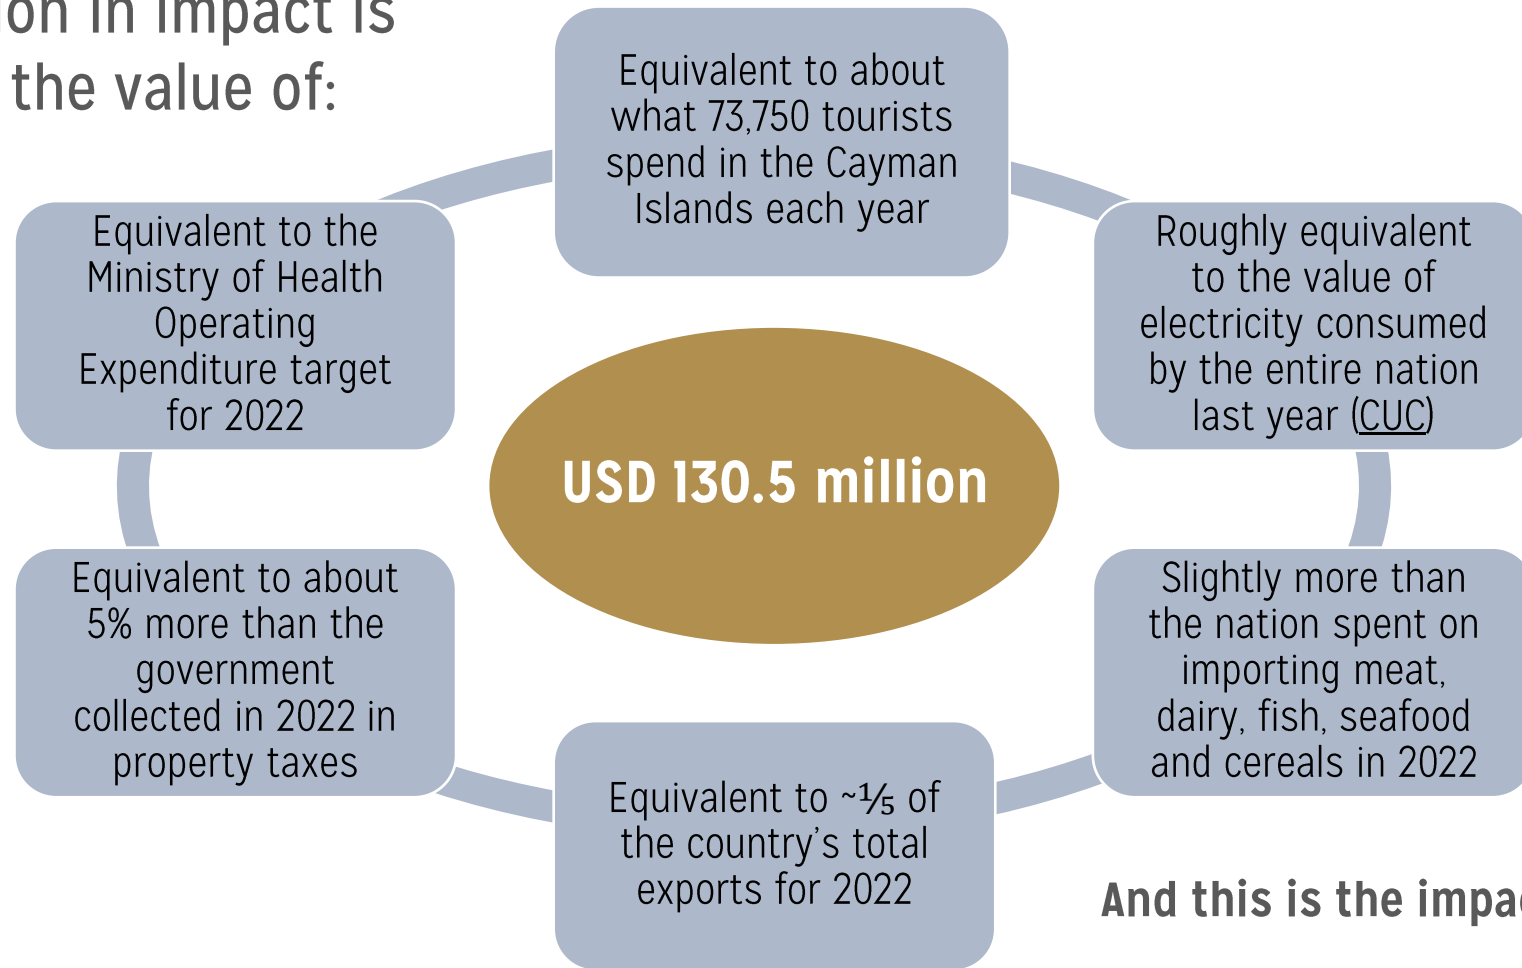 ion in impact is
the value of:
Equivalent to about
what 73,750 tourists
spend in the Cayman
Islands each year
Roughly equivalent
to the value of
electricity consumed
by the entire nation
last year (CUC)
Slightly more than
the nation spent on
importing meat,
dairy, fish, seafood
and cereals in 2022
Equivalent to ~⅕ of
the country’s total
exports for 2022
Equivalent to about
5% more than the
government
collected in 2022 in
property taxes
Equivalent to the
Ministry of Health
Operating
Expenditure target
for 2022
USD 130.5 million
And this is the